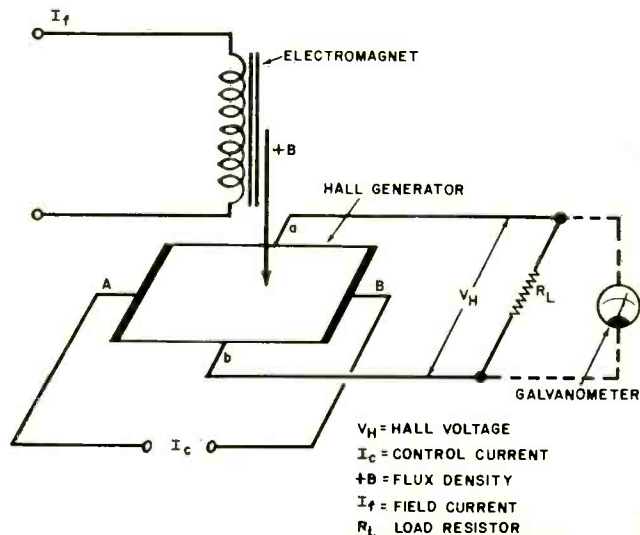 If
ELECTROMAGNET
+B
HALL GENERATOR
a
A
B
VH
RL
b
GALVANOMETER
Ic
VH = HALL VOLTAGE
Ic = CONTROL CURRENT
+B = FLUX DENSITY
If = FIELD CURRENT
RL LOAD RESISTOR